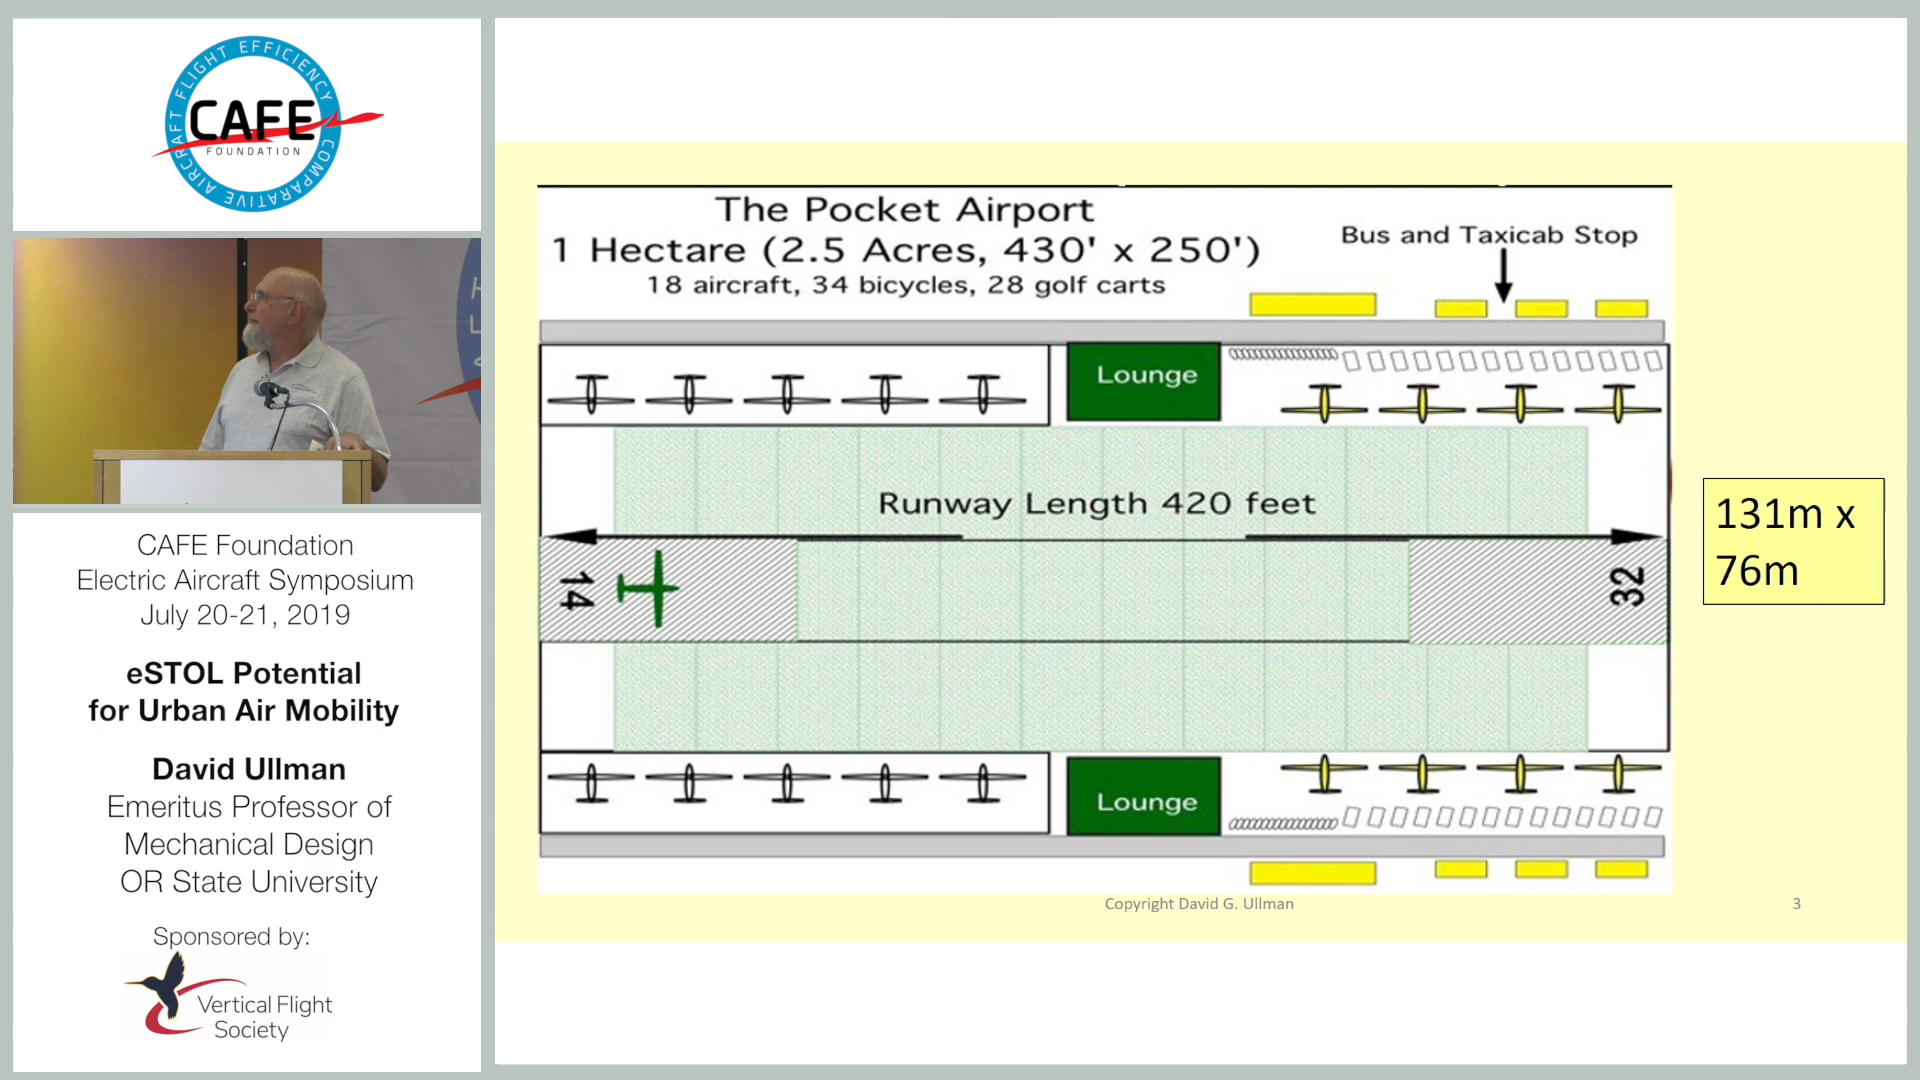 COMPARATIVE AIRCRAFT FLIGHT EFFICIENCY
CAFE
FOUNDATION
CAFE Foundation
Electric Aircraft Symposium
July 20-21, 2019
eSTOL Potential
for Urban Air Mobility
David Ullman
Emeritus Professor of
Mechanical Design
OR State University
Sponsored by:
Vertical Flight
Society
The Pocket Airport
1 Hectare (2.5 Acres, 430' x 250')
18 aircraft, 34 bicycles, 28 golf carts
Bus and Taxicab Stop
Lounge
Runway Length 420 feet
14
32
Lounge
131m x
76m
Copyright David G. Ullman
3